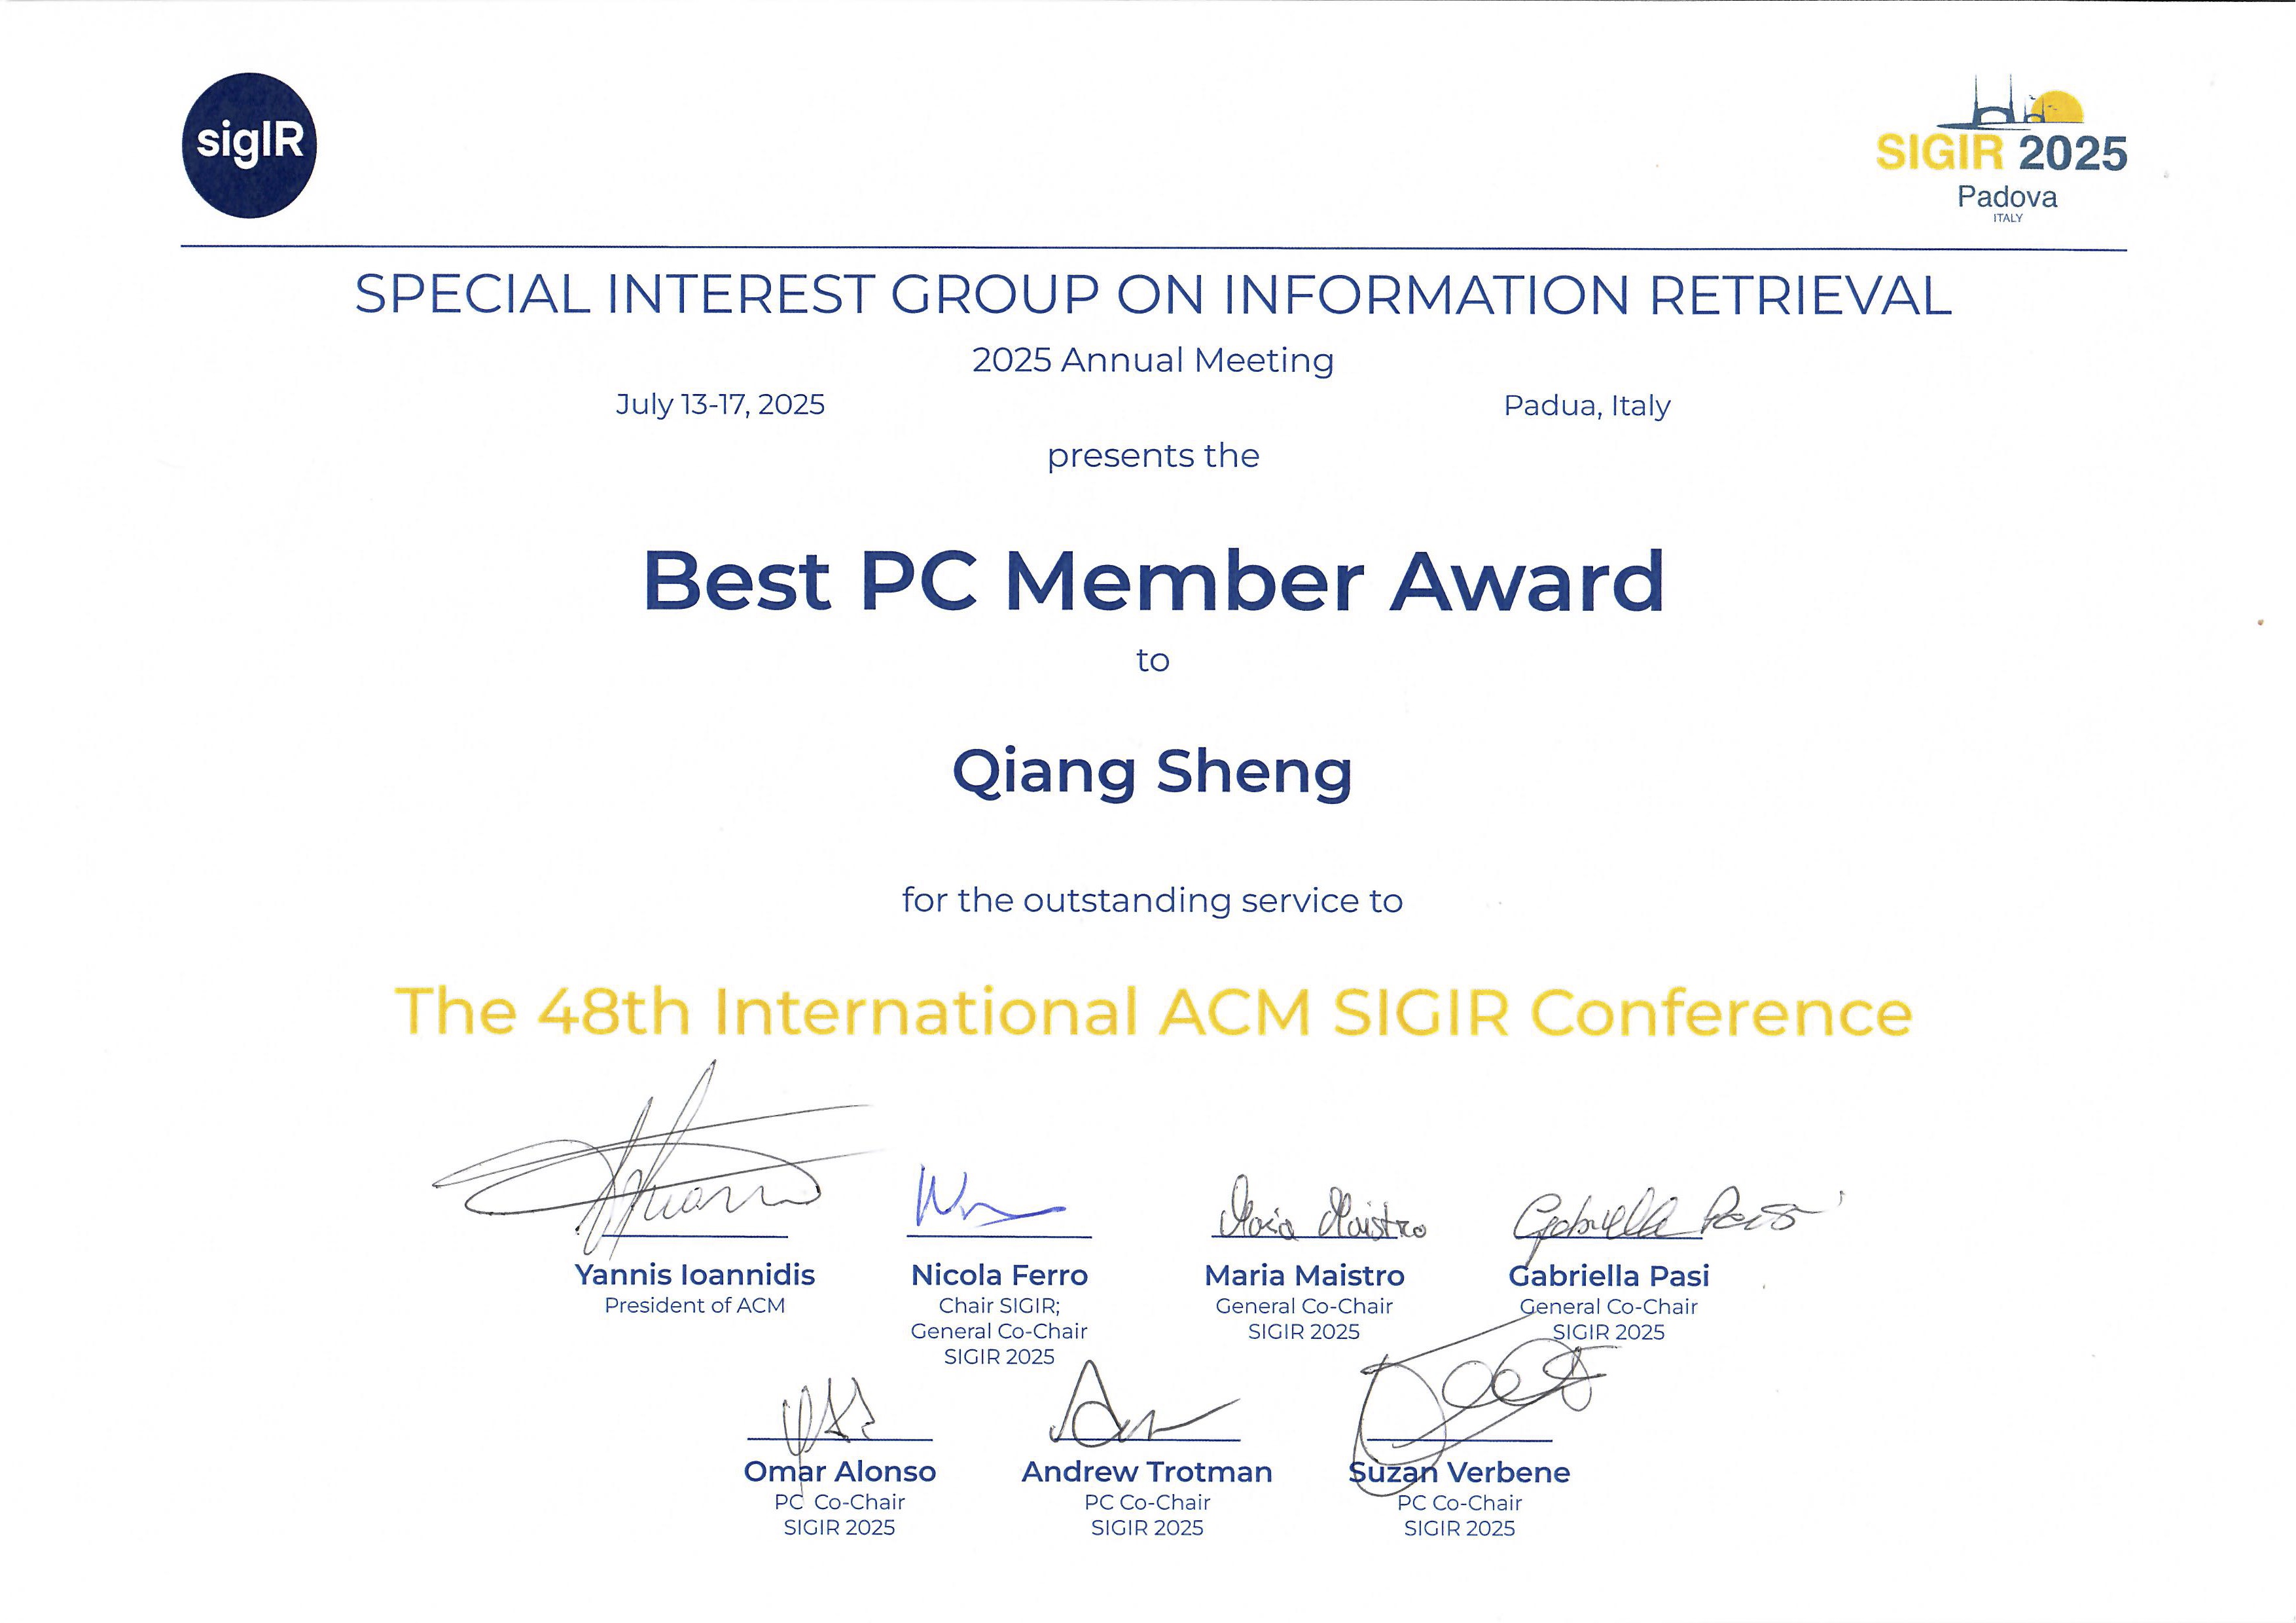 sigIR
SIGIR 2025
Padova
ITALY
SPECIAL INTEREST GROUP ON INFORMATION RETRIEVAL
2025 Annual Meeting
July 13-17, 2025 Padua, Italy
presents the
Best PC Member Award
to
Qiang Sheng
for the outstanding service to
The 48th International ACM SIGIR Conference
Maria Maistro Gabriella Pasi
Yannis Ioannidis Nicola Ferro Maria Maistro Gabriella Pasi
President of ACM Chair SIGIR; General Co-Chair General Co-Chair
General Co-Chair SIGIR 2025 SIGIR 2025
SIGIR 2025
Omar Alonso Andrew Trotman Suzan Verbene
PC Co-Chair PC Co-Chair PC Co-Chair
SIGIR 2025 SIGIR 2025 SIGIR 2025